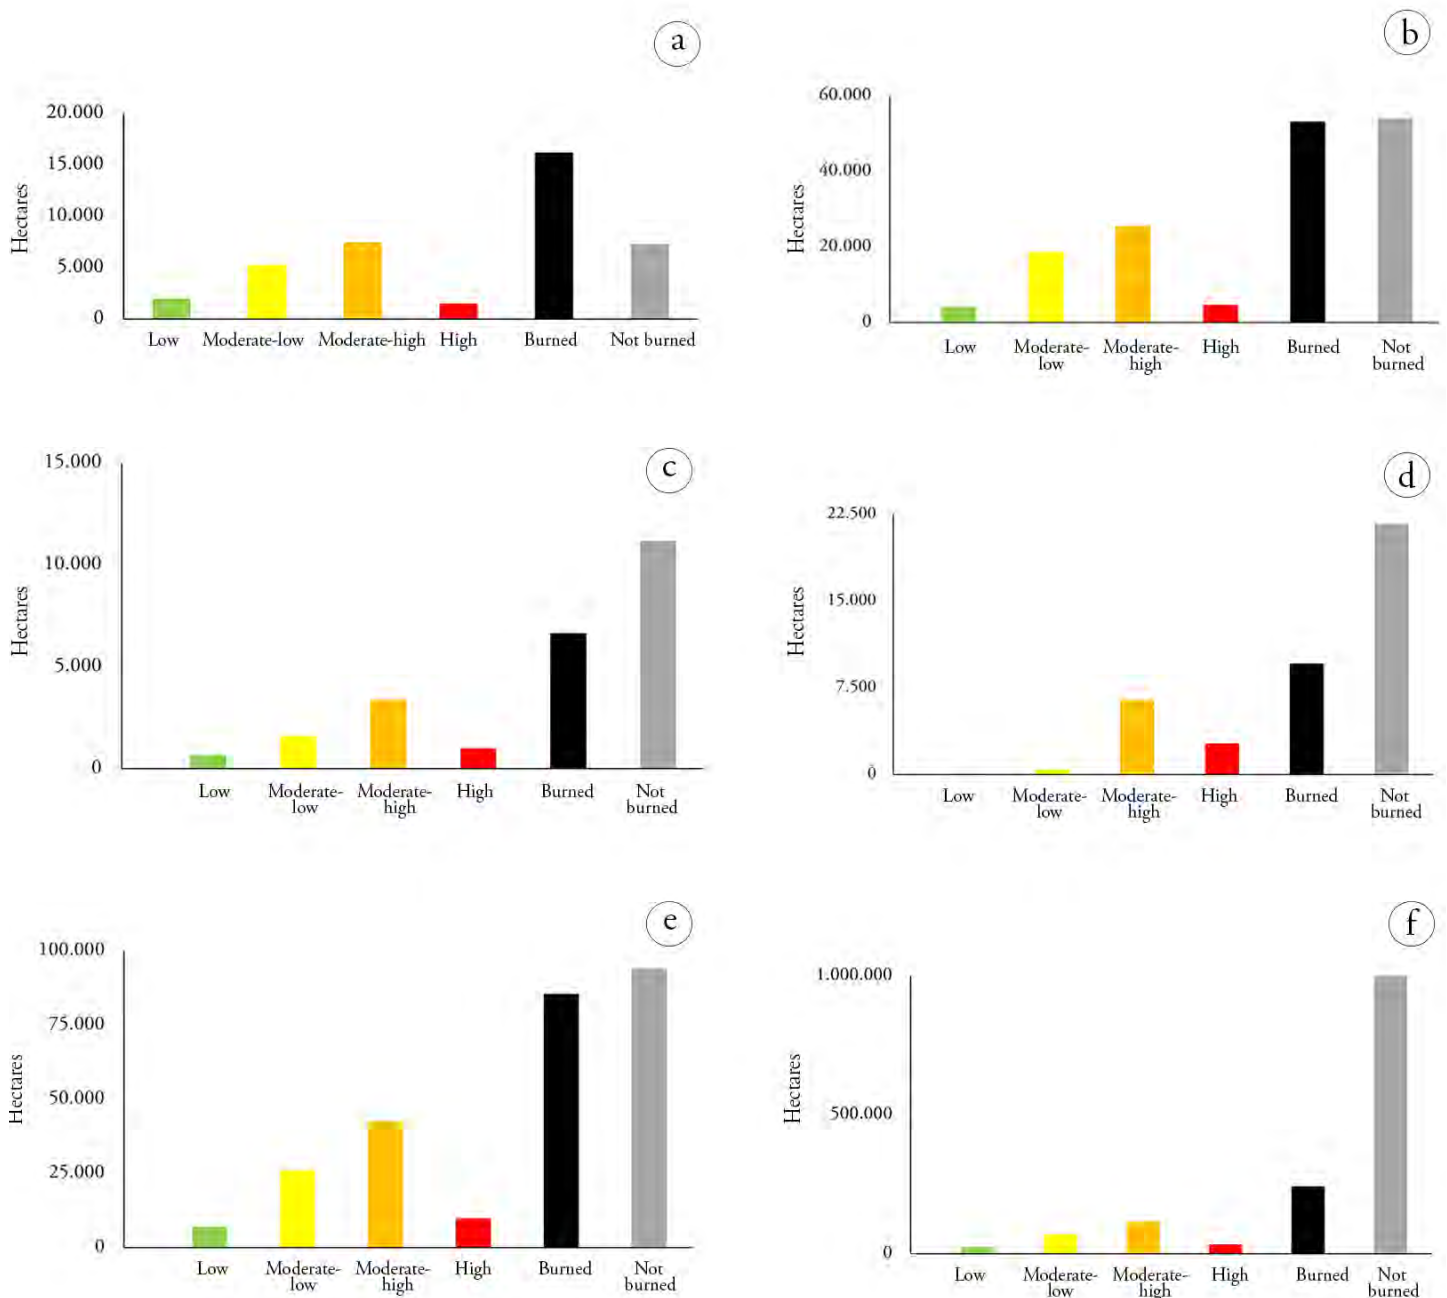 a
20.000
15.000
10.000
5.000
0
Hectares
Low Moderate-low Moderate-high High Burned Not burned
b
60.000
40.000
20.000
0
Hectares
Low Moderate- Moderate- High Burned Not
low high burned
c
15.000
10.000
5.000
0
Hectares
Low Moderate- Moderate- High Burned Not
low high burned
d
22.500
15.000
7.500
0
Hectares
Low Moderate- Moderate- High Burned Not
low high burned
e
100.000
75.000
50.000
25.000
0
Hectares
Low Moderate- Moderate- High Burned Not
low high burned
f
1.000.000
500.000
0
Hectares
Low Moderate- Moderate- High Burned Not
low high burned